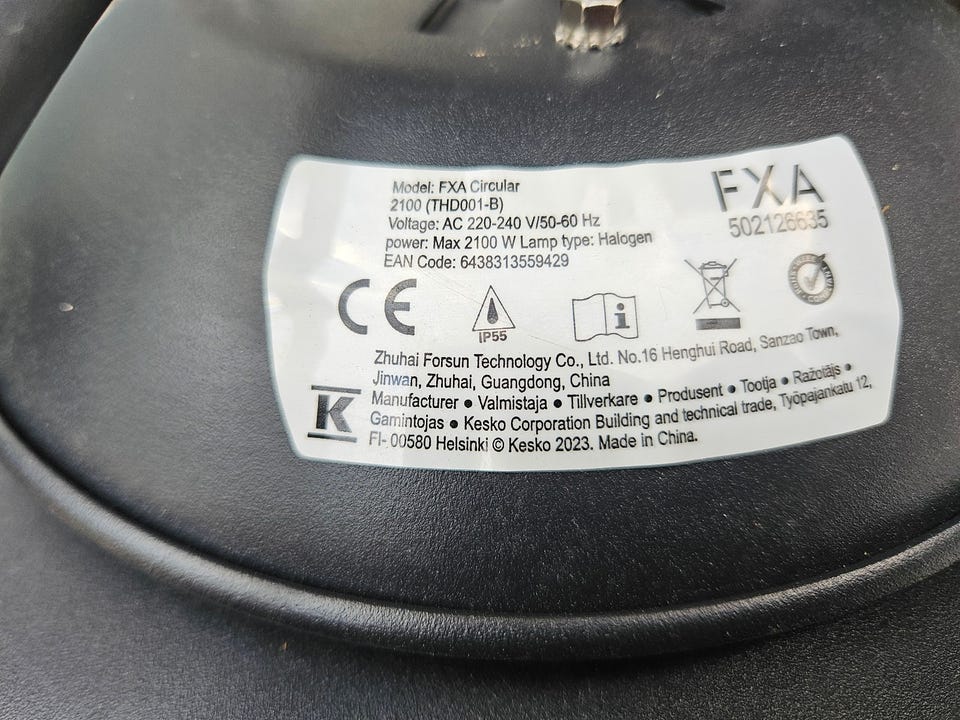 Model: FXA Circular
2100 (THD001-B)
Voltage: AC 220-240 V/50-60 Hz
power: Max 2100 W Lamp type: Halogen
EAN Code: 6438313559429
FXA
502126635
CE
IP55
i
Zhuhai Forsun Technology Co., Ltd. No.16 Henghui Road, Sanzao Town,
Jinwan, Zhuhai, Guangdong, China
K
Manufacturer • Valmistaja • Tillverkare • Produsent • Tootja • Ražotājs •
Gamintojas • Kesko Corporation Building and technical trade, Työpajankatu 12,
FI- 00580 Helsinki © Kesko 2023. Made in China.